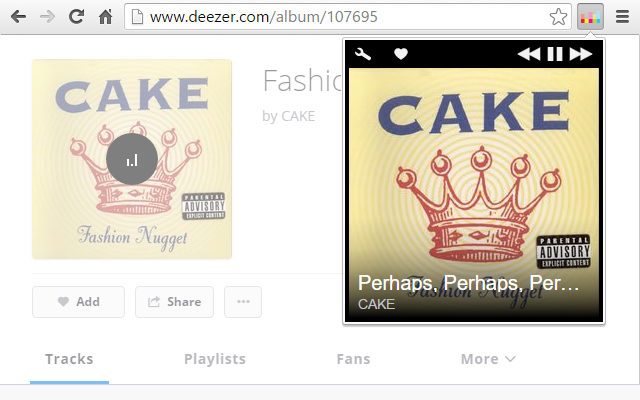 www.deezer.com/album/107695
CAKE
PARENTAL
ADVISORY
EXPLICIT CONTENT
Fashion Nugget
Fashio
by CAKE
Add
Share
Tracks
Playlists
Fans
More
CAKE
PARENTAL
ADVISORY
EXPLICIT CONTENT
Fashion Nugget
Perhaps, Perhaps, Per...
CAKE